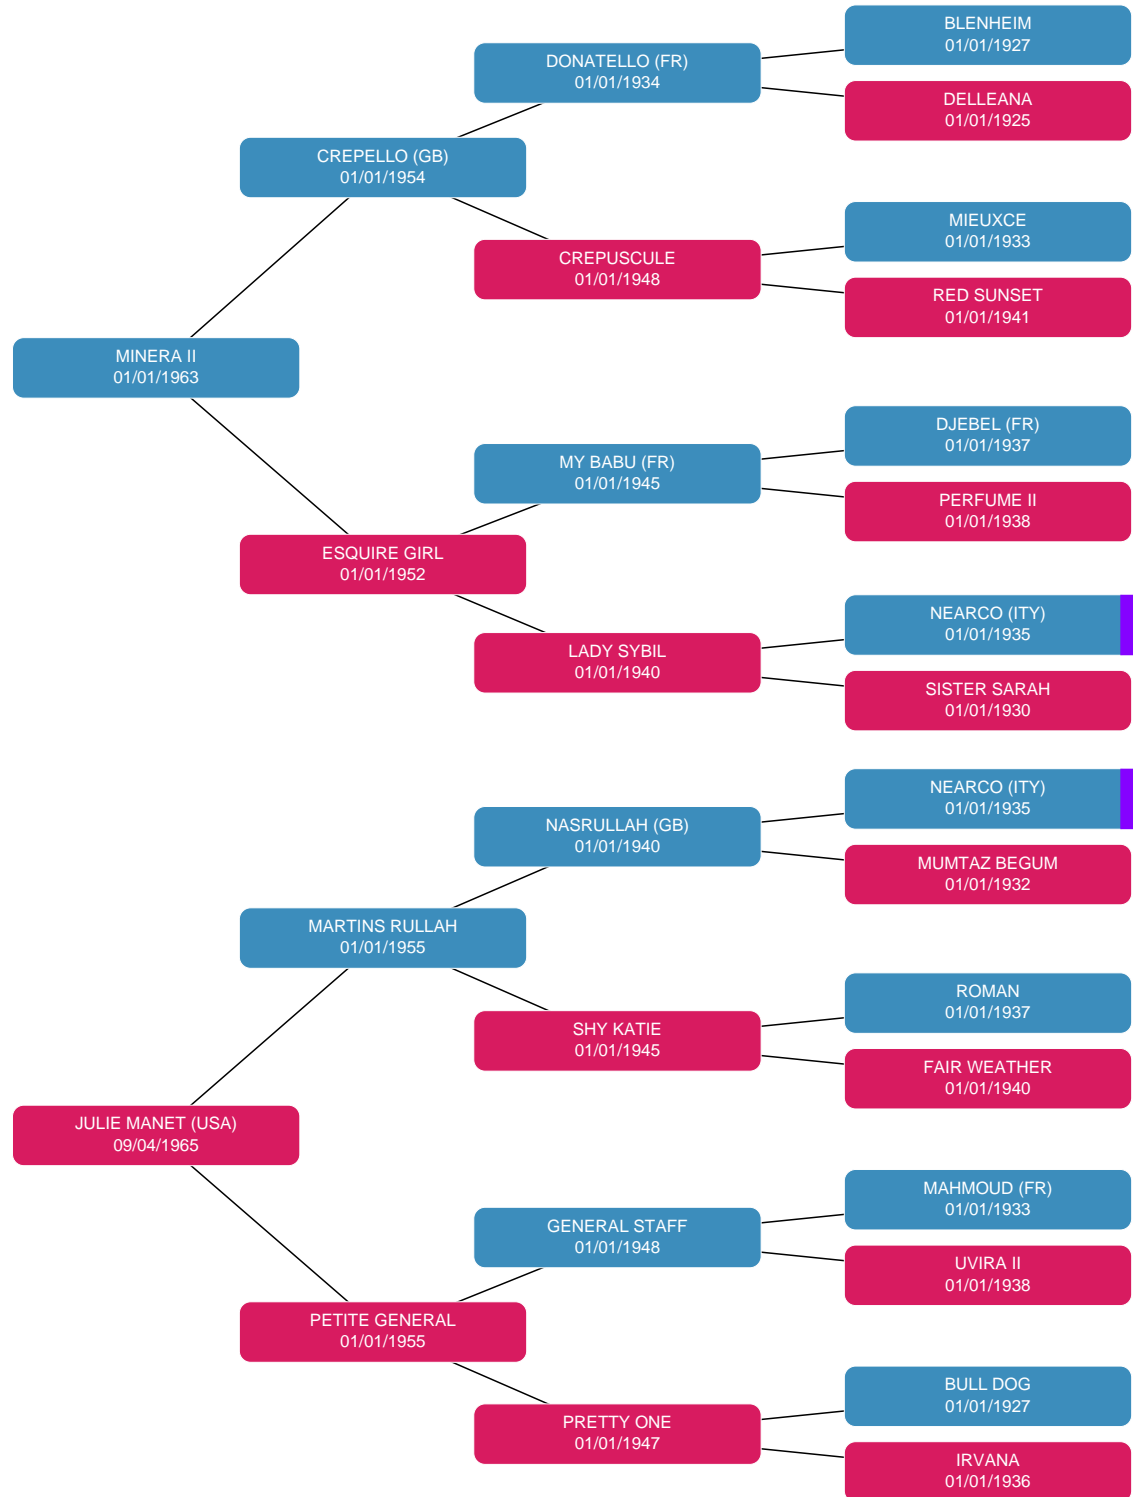 BLENHEIM
01/01/1927
DONATELLO (FR)
01/01/1934
DELLEANA
01/01/1925
CREPELLO (GB)
01/01/1954
MIEUXCE
01/01/1933
CREPUSCULE
01/01/1948
RED SUNSET
01/01/1941
MINERA II
01/01/1963
DJEBEL (FR)
01/01/1937
MY BABU (FR)
01/01/1945
PERFUME II
01/01/1938
ESQUIRE GIRL
01/01/1952
NEARCO (ITY)
01/01/1935
LADY SYBIL
01/01/1940
SISTER SARAH
01/01/1930
NEARCO (ITY)
01/01/1935
NASRULLAH (GB)
01/01/1940
MUMTAZ BEGUM
01/01/1932
MARTINS RULLAH
01/01/1955
ROMAN
01/01/1937
SHY KATIE
01/01/1945
FAIR WEATHER
01/01/1940
JULIE MANET (USA)
09/04/1965
MAHMOUD (FR)
01/01/1933
GENERAL STAFF
01/01/1948
UVIRA II
01/01/1938
PETITE GENERAL
01/01/1955
BULL DOG
01/01/1927
PRETTY ONE
01/01/1947
IRVANA
01/01/1936